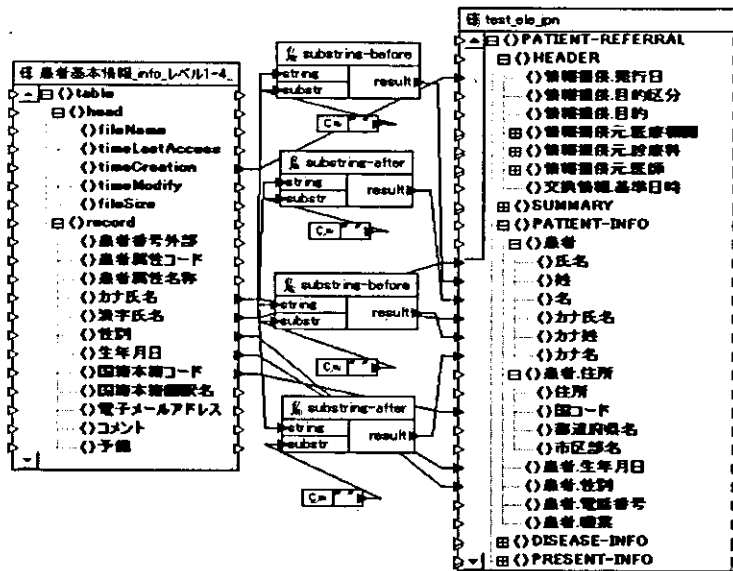 患者基本情報_info_レベル1-4_
()table
()head
()fileName
()timeLastAccess
()timeCreation
()timeModify
()fileSize
()record
()患者番号外部
()患者属性コード
()患者属性名称
()カナ氏名
()漢字氏名
()性別
()生年月日
()国籍本籍コード
()国籍本籍翻訳名
()電子メールアドレス
()コメント
()予備
substring-before
string
substr
result
C= " "
substring-after
string
substr
result
C= " "
substring-before
string
substr
result
C= " "
substring-after
string
substr
result
C= " "
test_ele_jpn
()PATIENT-REFERRAL
()HEADER
()情報提供.発行日
()情報提供.目的区分
()情報提供.目的
()情報提供元.医療機関
()情報提供元.診療科
()情報提供元.医師
()交換情報.基準日時
()SUMMARY
()PATIENT-INFO
()患者
()氏名
()姓
()名
()カナ氏名
()カナ姓
()カナ名
()患者.住所
()住所
()国コード
()都道府県名
()市区郡名
()患者.生年月日
()患者.性別
()患者.電話番号
()患者.職業
()DISEASE-INFO
()PRESENT-INFO